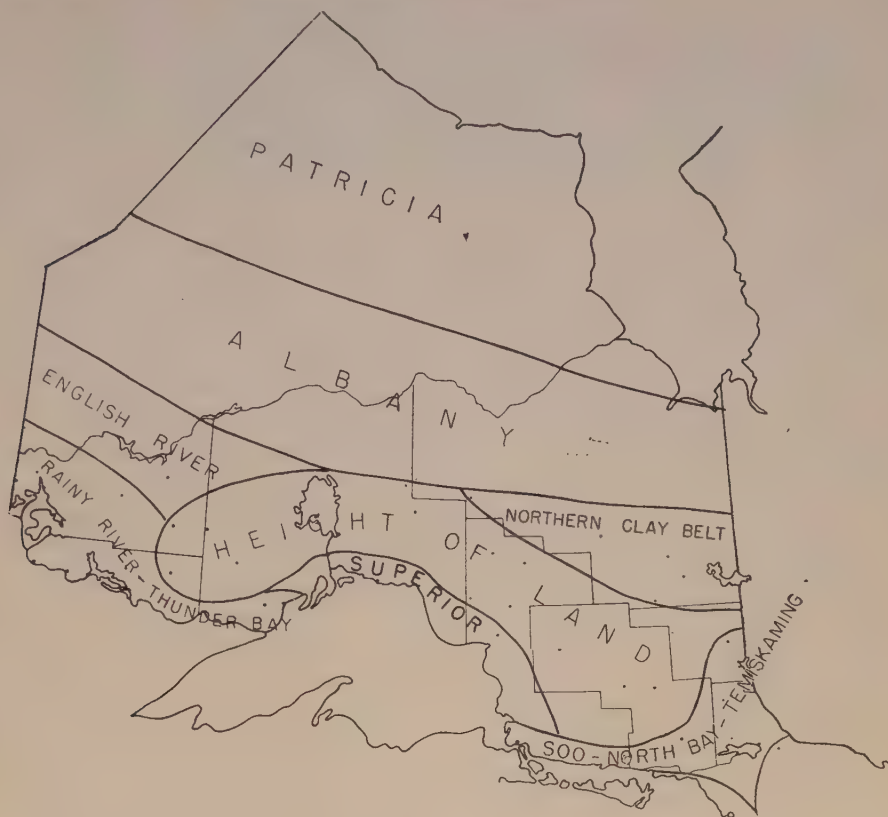 PATRICIA
ALBANY
ENGLISH RIVER
RAINY RIVER-THUNDER BAY
HEIGHT OF LAND
SUPERIOR
NORTHERN CLAY BELT
SOO-NORTH BAY-TEMISKAMING